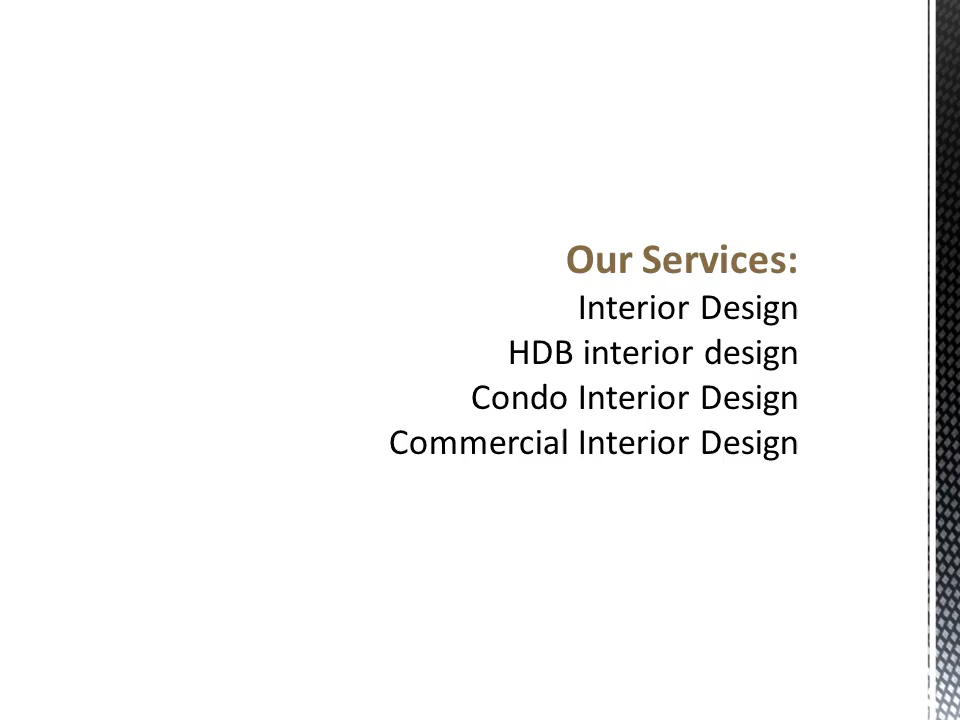 Our Services:
Interior Design
HDB interior design
Condo Interior Design
Commercial Interior Design